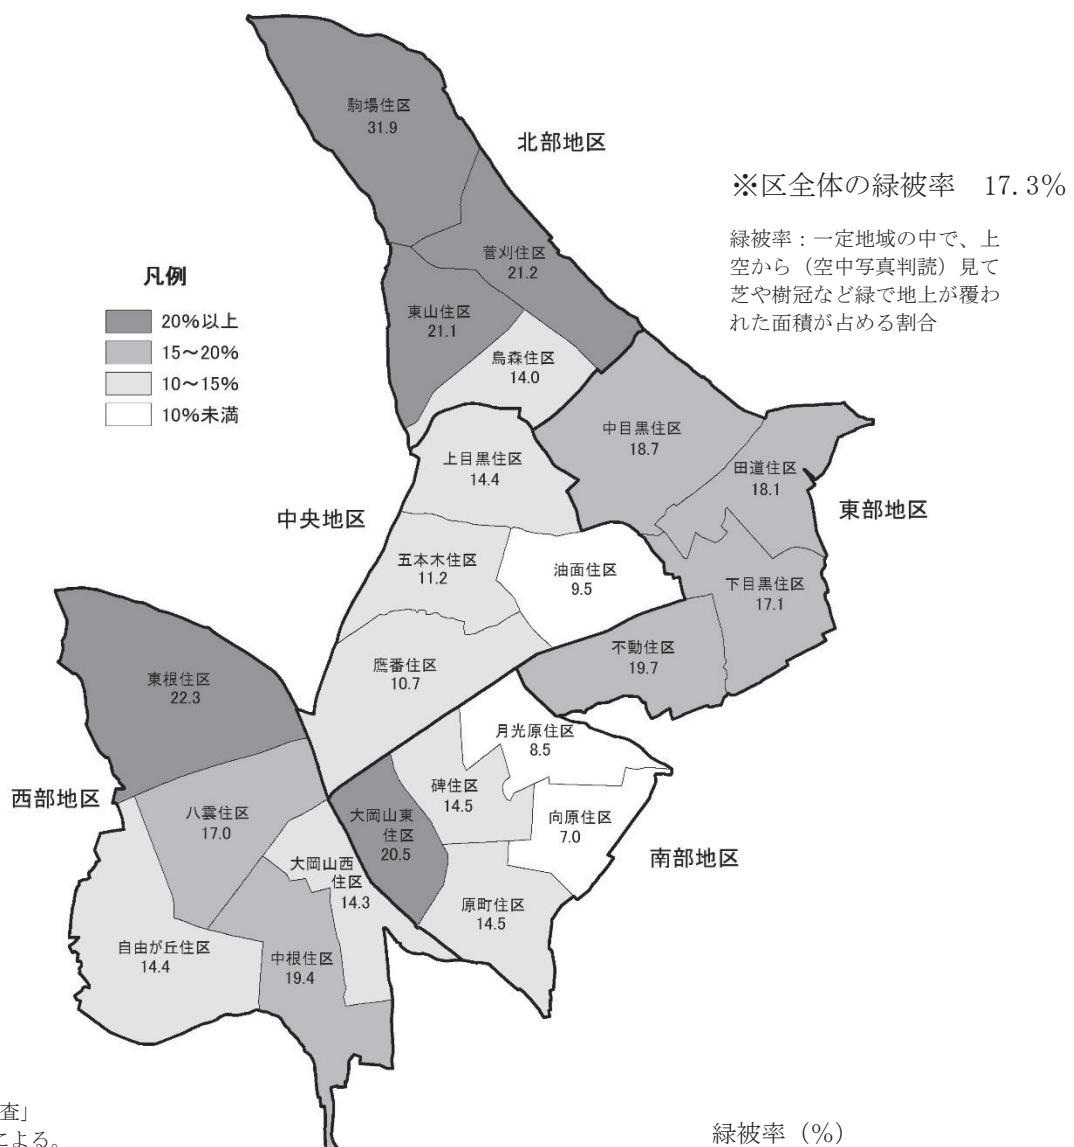 駒場住区
31.9
北部地区
※区全体の緑被率　17.3%
緑被率：一定地域の中で、上
空から（空中写真判読）見て
芝や樹冠など緑で地上が覆わ
れた面積が占める割合
菅刈住区
21.2
凡例
20%以上
15～20%
10～15%
10%未満
東山住区
21.1
烏森住区
14.0
中目黒住区
18.7
田道住区
18.1
上目黒住区
14.4
中央地区
東部地区
五本木住区
11.2
油面住区
9.5
下目黒住区
17.1
不動住区
19.7
鷹番住区
10.7
東根住区
22.3
月光原住区
8.5
碑住区
14.5
西部地区
八雲住区
17.0
大岡山東
住区
20.5
向原住区
7.0
南部地区
大岡山西
住区
14.3
原町住区
14.5
自由が丘住区
14.4
中根住区
19.4
査」
による。
緑被率（%）